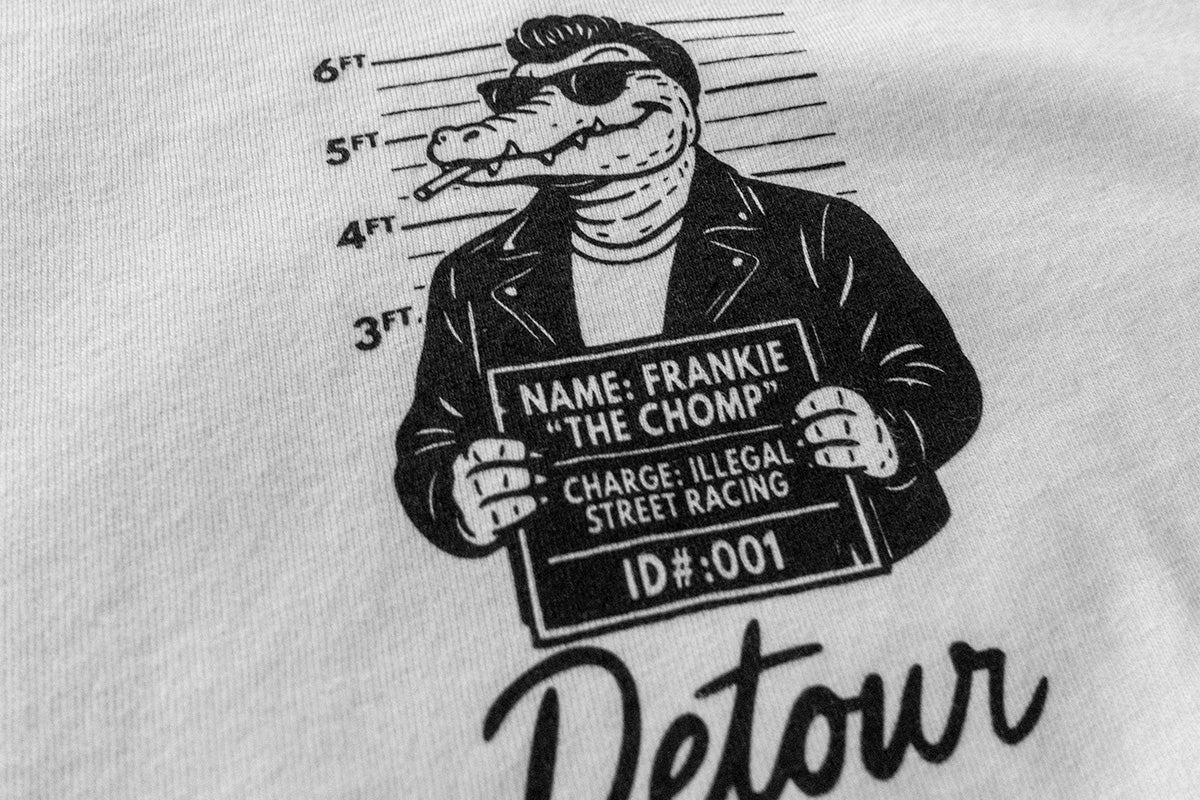 6FT
5FT
4FT
3FT
NAME: FRANKIE
"THE CHOMP"
CHARGE: ILLEGAL
STREET RACING
ID#:001
Detour